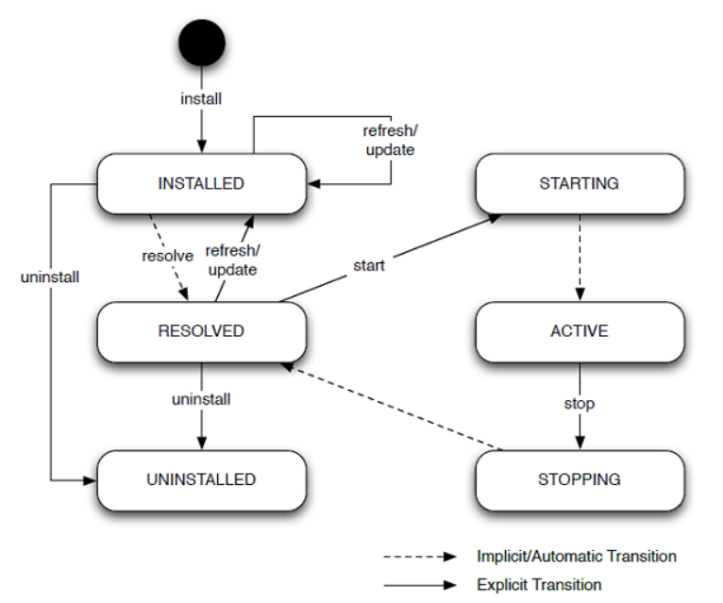 install
refresh/
update
INSTALLED
STARTING
resolve
refresh/
update
start
uninstall
RESOLVED
ACTIVE
uninstall
stop
UNINSTALLED
STOPPING
Implicit/Automatic Transition
Explicit Transition